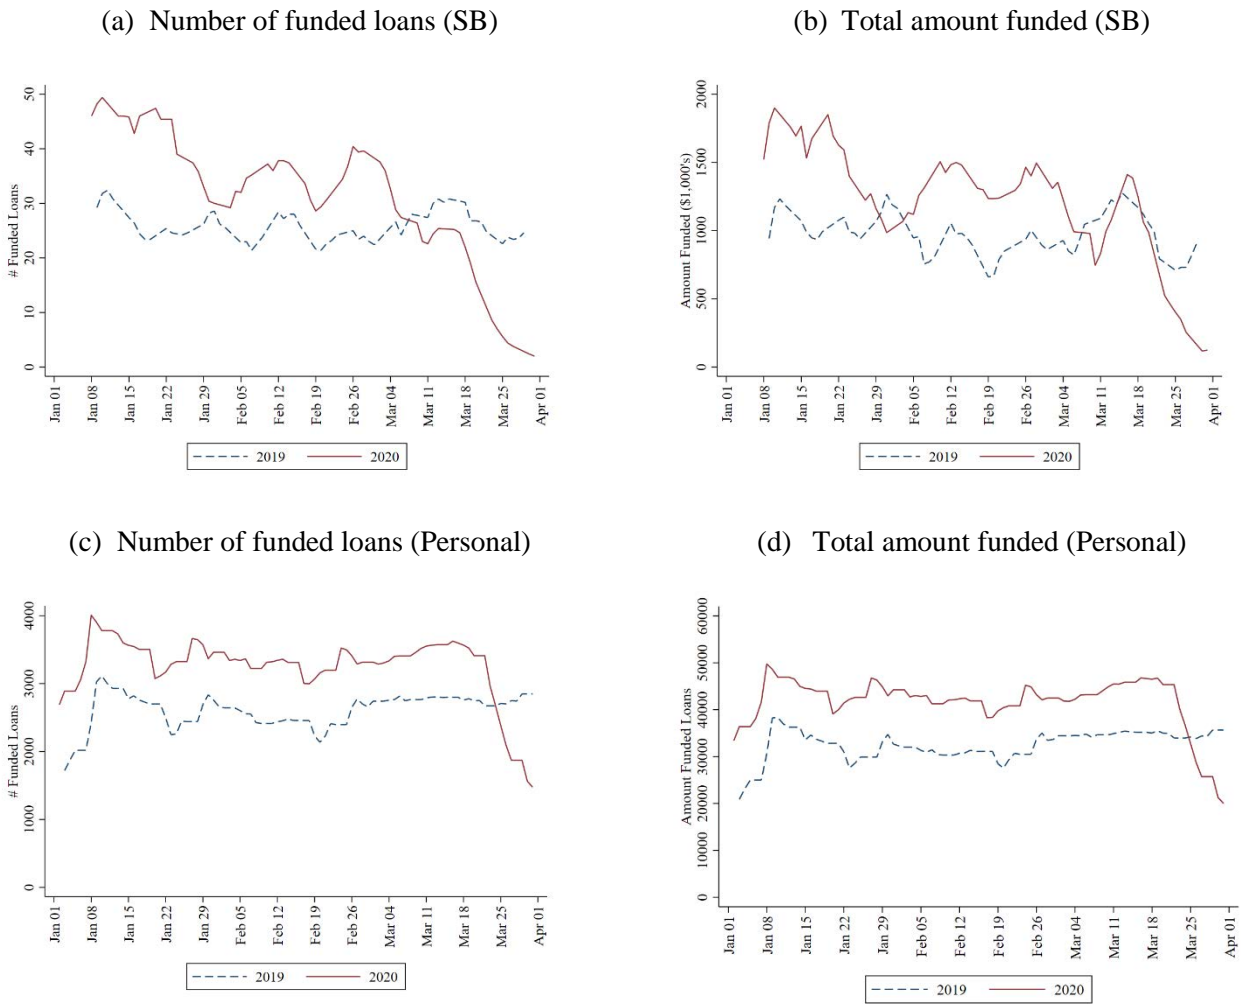 (a) Number of funded loans (SB)
# Funded Loans
50
40
30
20
10
0
Jan 01
Jan 08
Jan 15
Jan 22
Jan 29
Feb 05
Feb 12
Feb 19
Feb 26
Mar 04
Mar 11
Mar 18
Mar 25
Apr 01
2019 2020
(b) Total amount funded (SB)
Amount Funded ($1,000's)
2000
1500
1000
500
0
Jan 01
Jan 08
Jan 15
Jan 22
Jan 29
Feb 05
Feb 12
Feb 19
Feb 26
Mar 04
Mar 11
Mar 18
Mar 25
Apr 01
2019 2020
(c) Number of funded loans (Personal)
# Funded Loans
4000
3000
2000
1000
0
Jan 01
Jan 08
Jan 15
Jan 22
Jan 29
Feb 05
Feb 12
Feb 19
Feb 26
Mar 04
Mar 11
Mar 18
Mar 25
Apr 01
2019 2020
(d) Total amount funded (Personal)
Amount Funded Loans
60000
50000
40000
30000
20000
10000
0
Jan 01
Jan 08
Jan 15
Jan 22
Jan 29
Feb 05
Feb 12
Feb 19
Feb 26
Mar 04
Mar 11
Mar 18
Mar 25
Apr 01
2019 2020